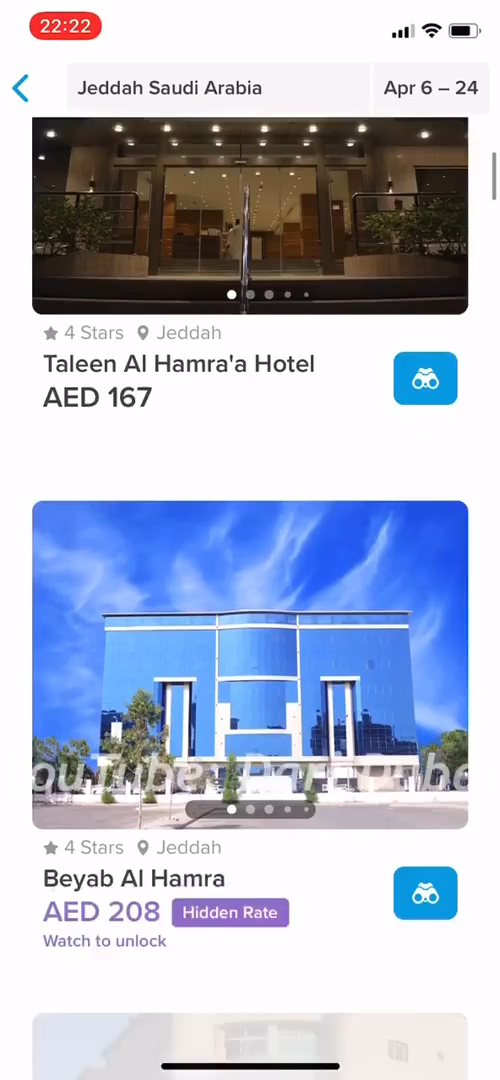 22:22
Jeddah Saudi Arabia
Apr 6 – 24
4 Stars Jeddah
Taleen Al Hamra'a Hotel
AED 167
4 Stars Jeddah
Beyab Al Hamra
AED 208 Hidden Rate
Watch to unlock